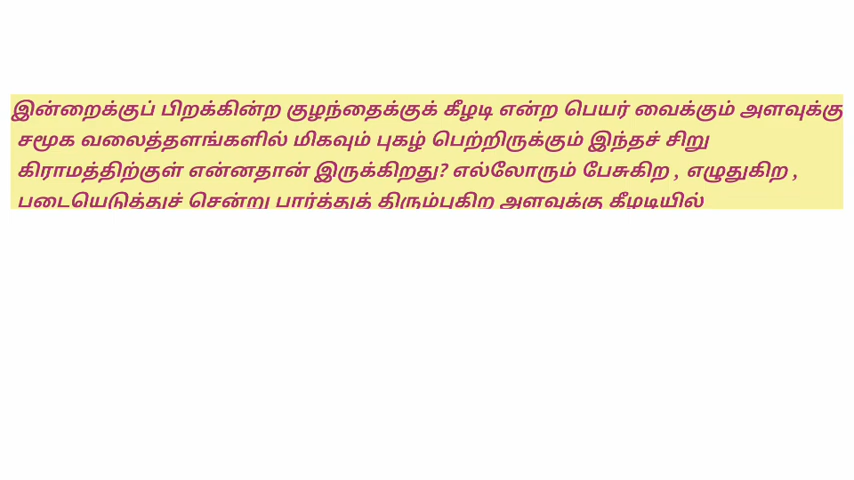 இன்றைக்குப் பிறக்கின்ற குழந்தைக்குக் கீழடி என்ற பெயர் வைக்கும் அளவுக்கு
சமூக வலைத்தளங்களில் மிகவும் புகழ் பெற்றிருக்கும் இந்தச் சிறு
கிராமத்திற்குள் என்னதான் இருக்கிறது? எல்லோரும் பேசுகிற , எழுதுகிற ,
படையெடுத்துச் சென்று பார்த்துத் திரும்புகிற அளவுக்கு கீழடியில்